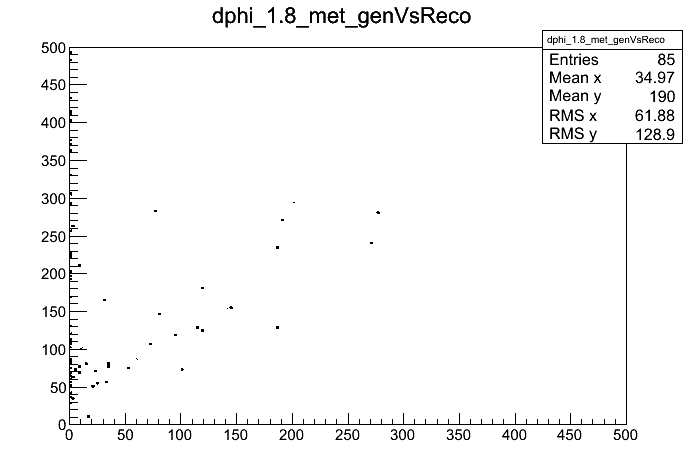 dphi_1.8_met_genVsReco
dphi_1.8_met_genVsReco
Entries 85
Mean x 34.97
Mean y 190
RMS x 61.88
RMS y 128.9
500
450
400
350
300
250
200
150
100
50
0
0 50 100 150 200 250 300 350 400 450 500